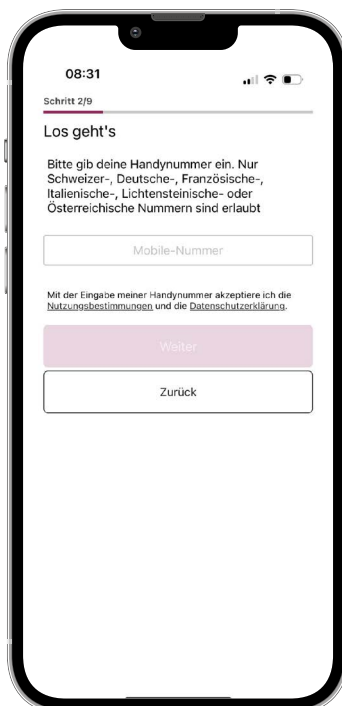 08:31
Schritt 2/9
Los geht's
Bitte gib deine Handynummer ein. Nur
Schweizer-, Deutsche-, Französische-,
Italienische-, Lichtensteinische- oder
Österreichische Nummern sind erlaubt
Mobile-Nummer
Mit der Eingabe meiner Handynummer akzeptiere ich die
Nutzungsbestimmungen und die Datenschutzerklärung.
Weiter
Zurück